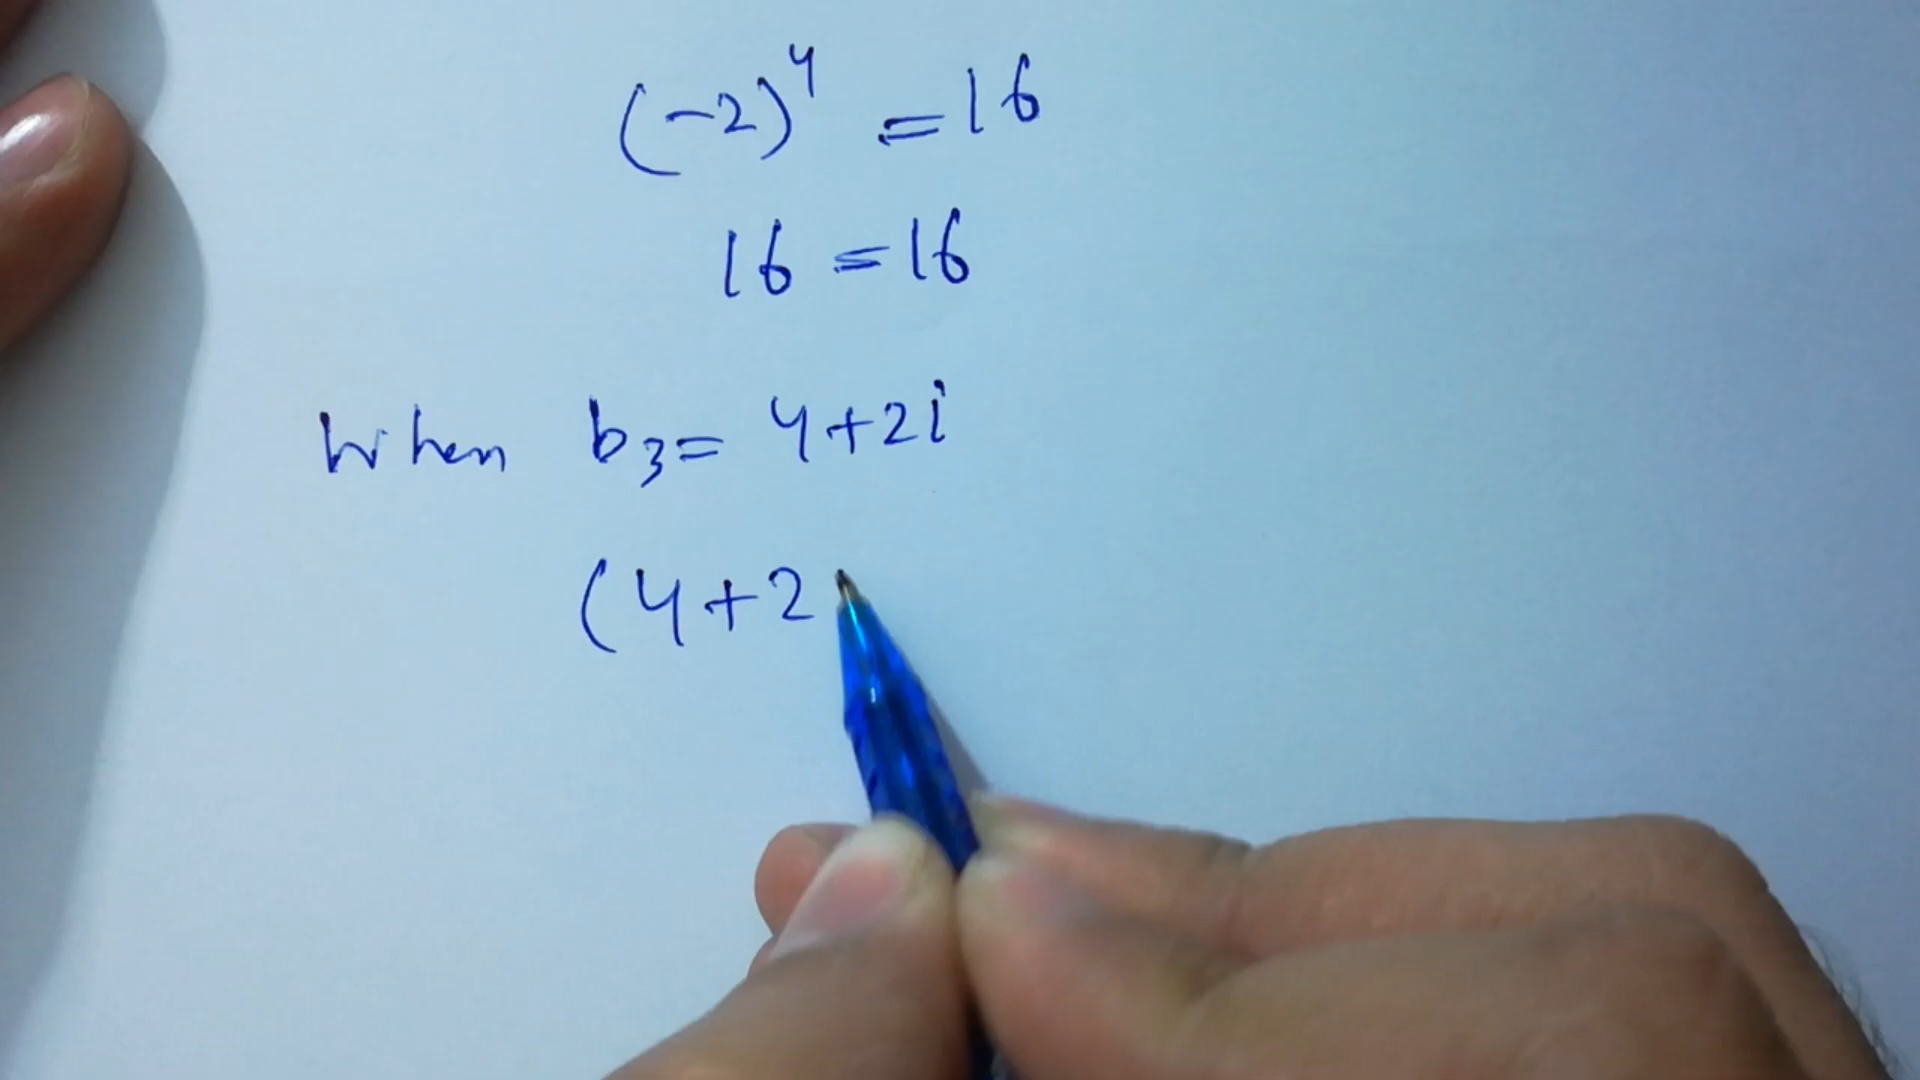 (-2)⁴ = 16
16 = 16
When b₃ = 4+2i
(4+2